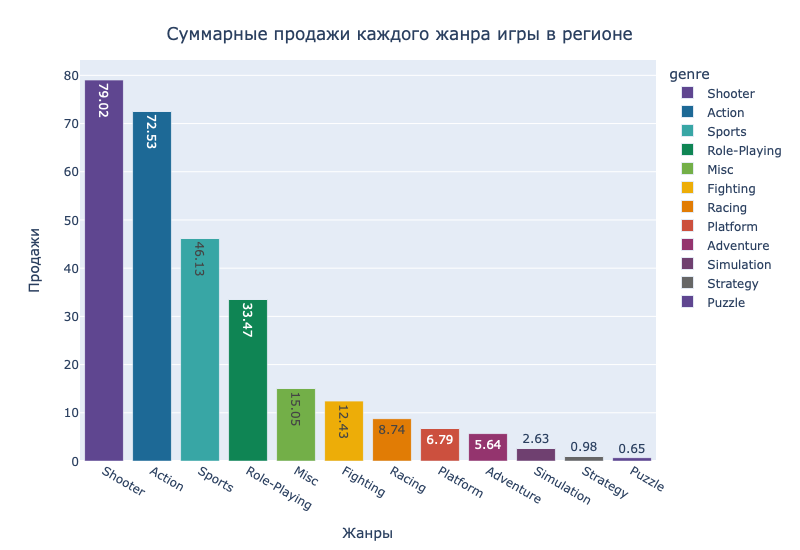 Суммарные продажи каждого жанра игры в регионе
Продажи
80
70
60
50
40
30
20
10
0
79.02
72.53
46.13
33.47
15.05
12.43
8.74
6.79
5.64
2.63
0.98
0.65
Shooter
Action
Sports
Role-Playing
Misc
Fighting
Racing
Platform
Adventure
Simulation
Strategy
Puzzle
Жанры
genre
Shooter
Action
Sports
Role-Playing
Misc
Fighting
Racing
Platform
Adventure
Simulation
Strategy
Puzzle